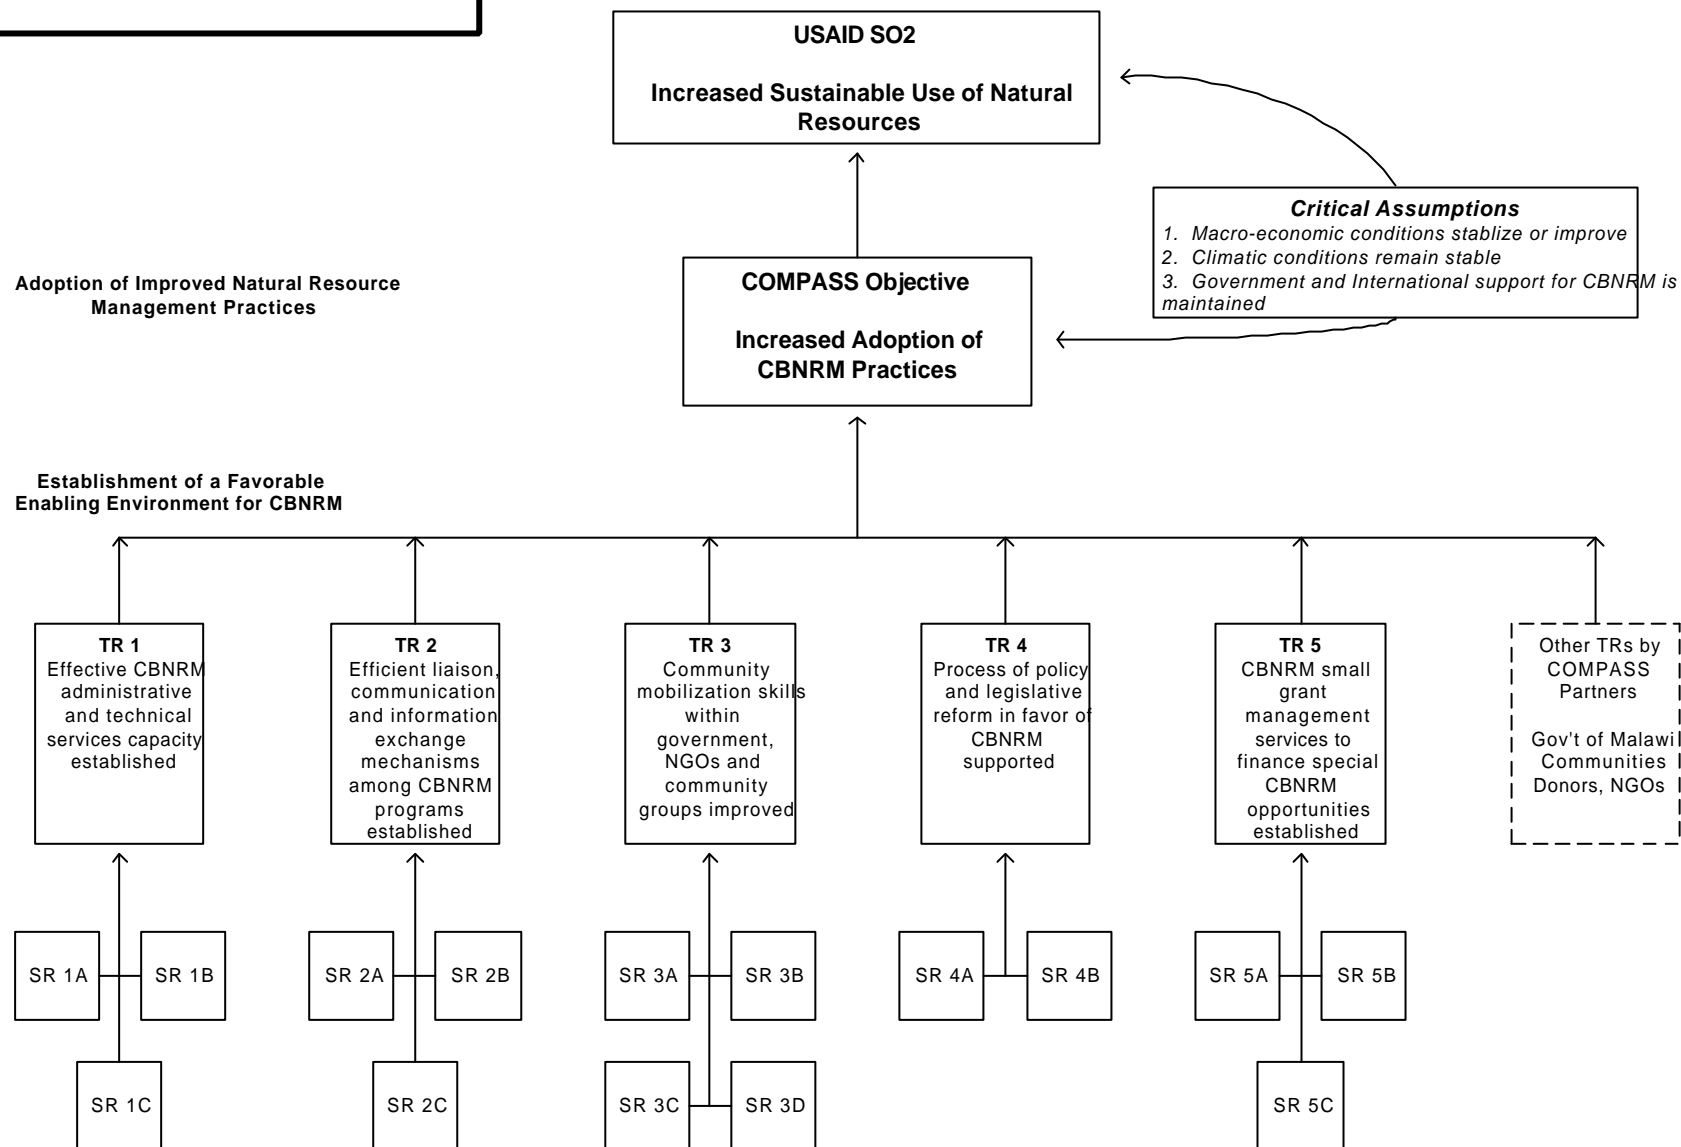 USAID SO2
Increased Sustainable Use of Natural
Resources
Critical Assumptions
1. Macro-economic conditions stablize or improve
2. Climatic conditions remain stable
3. Government and International support for CBNRM is
maintained
Adoption of Improved Natural Resource
Management Practices
COMPASS Objective
Increased Adoption of
CBNRM Practices
Establishment of a Favorable
Enabling Environment for CBNRM
TR 1
Effective CBNRM
administrative
and technical
services capacity
established
TR 2
Efficient liaison,
communication
and information
exchange
mechanisms
among CBNRM
programs
established
TR 3
Community
mobilization skills
within
government,
NGOs and
community
groups improved
TR 4
Process of policy
and legislative
reform in favor of
CBNRM
supported
TR 5
CBNRM small
grant
management
services to
finance special
CBNRM
opportunities
established
Other TRs by
COMPASS
Partners
Gov't of Malawi
Communities
Donors, NGOs
SR 1A
SR 1B
SR 2A
SR 2B
SR 3A
SR 3B
SR 4A
SR 4B
SR 5A
SR 5B
SR 1C
SR 2C
SR 3C
SR 3D
SR 5C